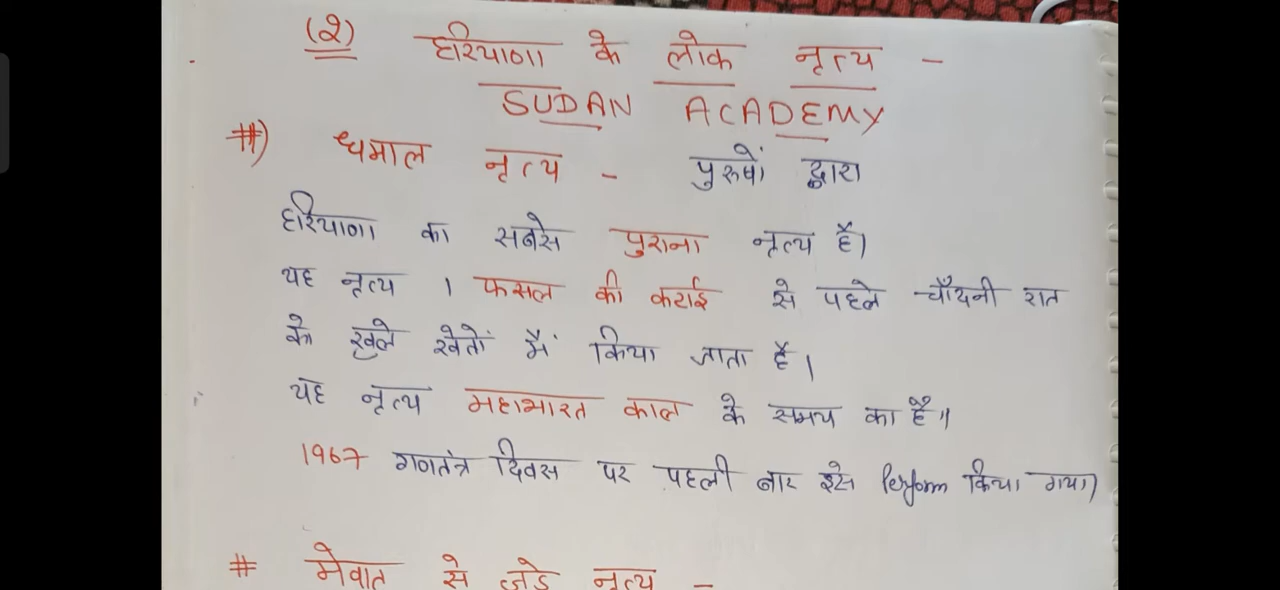 (२) हरियाणा के लोक नृत्य -
SUDAN ACADEMY
#) धमाल नृत्य - पुरुषों द्वारा
हरियाणा का सबसे पुराना नृत्य है।
यह नृत्य । फसल की कटाई से पहले चाँदनी रात
के खुले खेतों में किया जाता है।
यह नृत्य महाभारत काल के समय का है।
1967 गणतंत्र दिवस पर पहली बार इसे Perform किया गया)
# मेवात से जुड़े नृत्य -